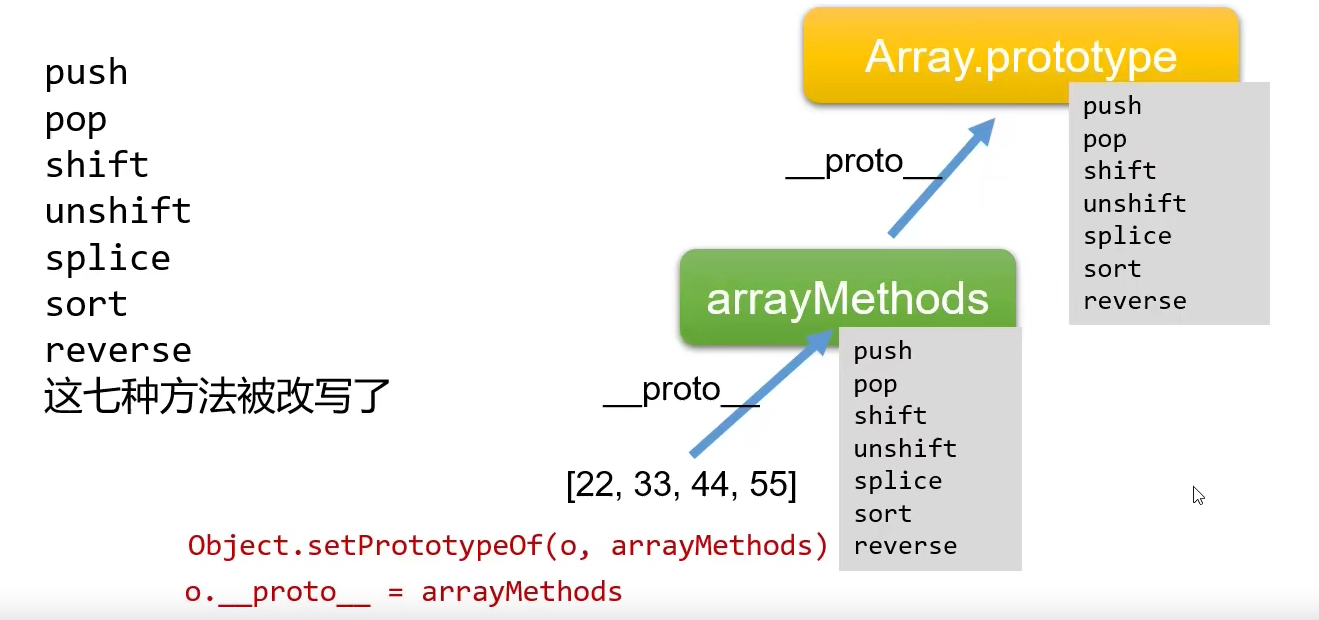 push
pop
shift
unshift
splice
sort
reverse
这七种方法被改写了
Array.prototype
push
pop
shift
unshift
splice
sort
reverse
__proto__
arrayMethods
push
pop
shift
unshift
splice
sort
reverse
__proto__
[22, 33, 44, 55]
Object.setPrototypeOf(o, arrayMethods)
o.__proto__ = arrayMethods